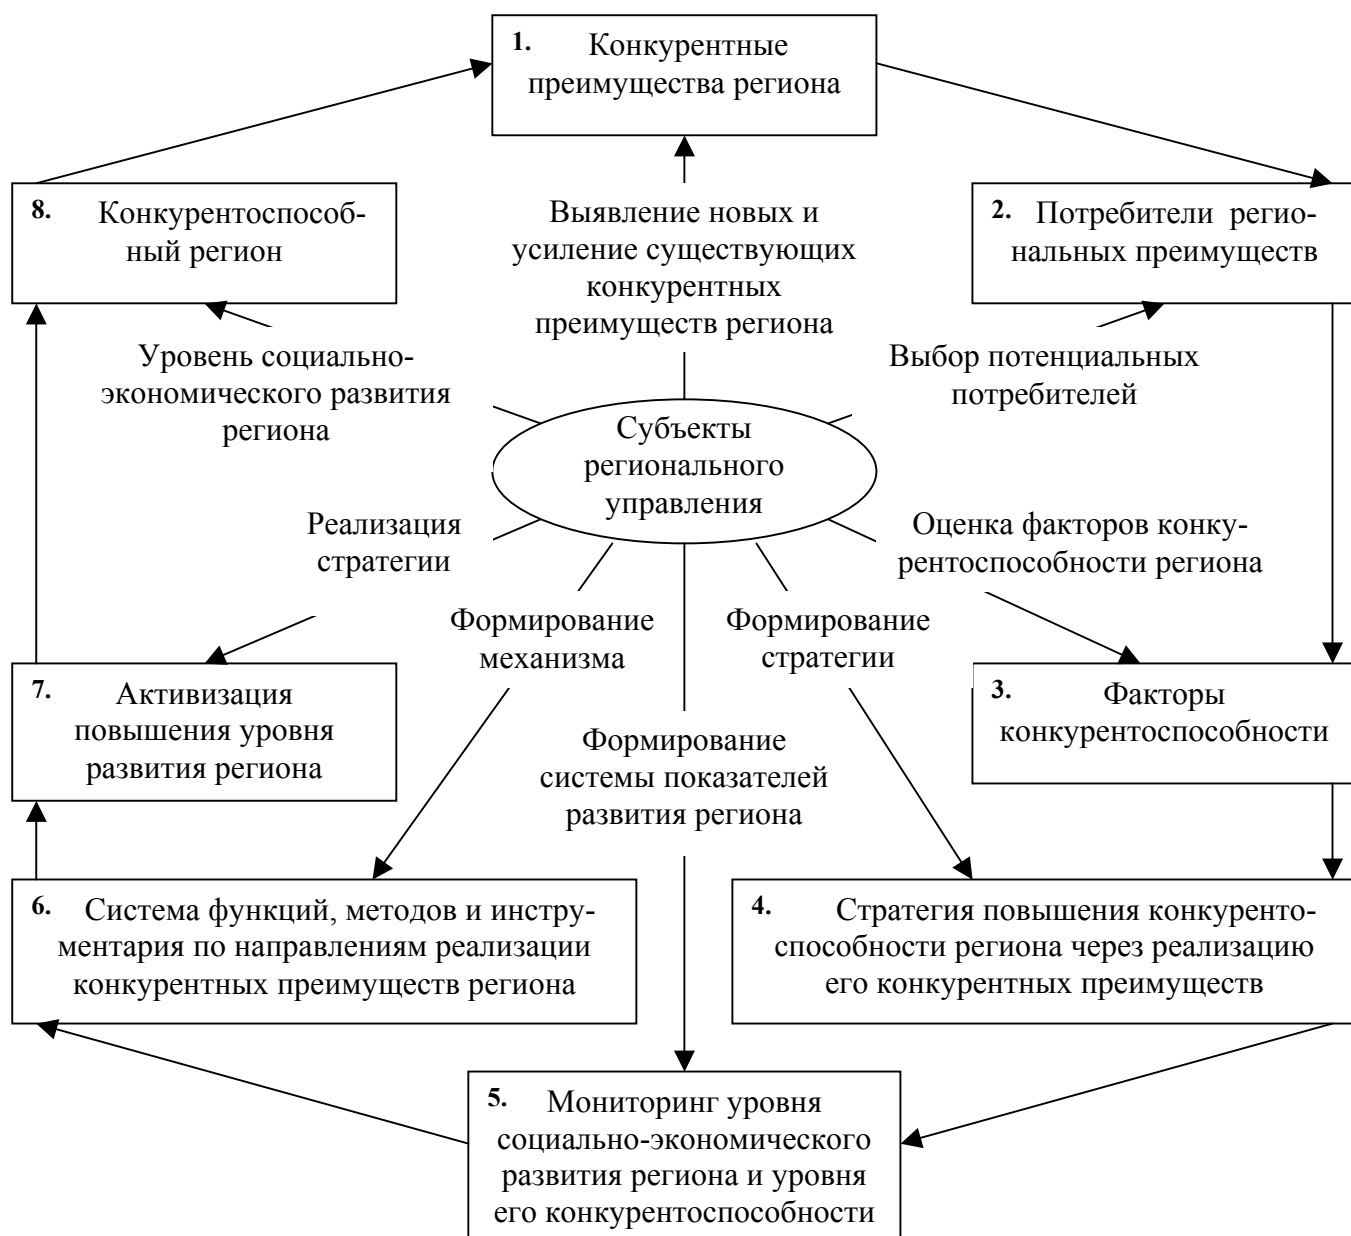 1. Конкурентные
преимущества региона
8. Конкурентоспособ-
ный регион
Выявление новых и
усиление существующих
конкурентных
преимуществ региона
2. Потребители регио-
нальных преимуществ
Уровень социально-
экономического развития
региона
Выбор потенциальных
потребителей
Субъекты
регионального
управления
Реализация
стратегии
Оценка факторов конку-
рентоспособности региона
Формирование
механизма
Формирование
стратегии
7. Активизация
повышения уровня
развития региона
Формирование
системы показателей
развития региона
3. Факторы
конкурентоспособности
6. Система функций, методов и инстру-
ментария по направлениям реализации
конкурентных преимуществ региона
4. Стратегия повышения конкуренто-
способности региона через реализацию
его конкурентных преимуществ
5. Мониторинг уровня
социально-экономического
развития региона и уровня
его конкурентоспособности